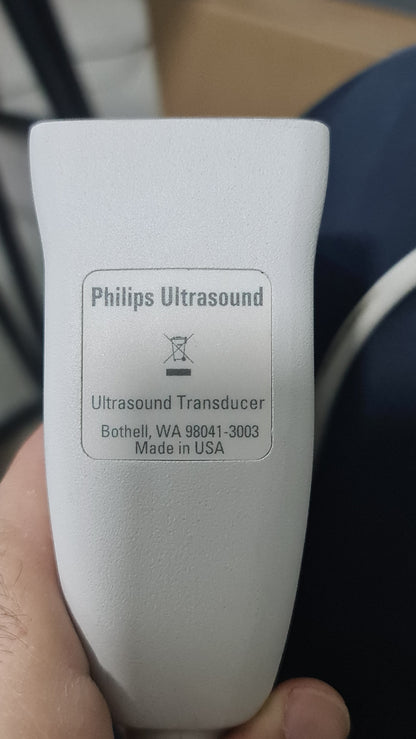 Philips Ultrasound
Ultrasound Transducer
Bothell, WA 98041-3003
Made in USA